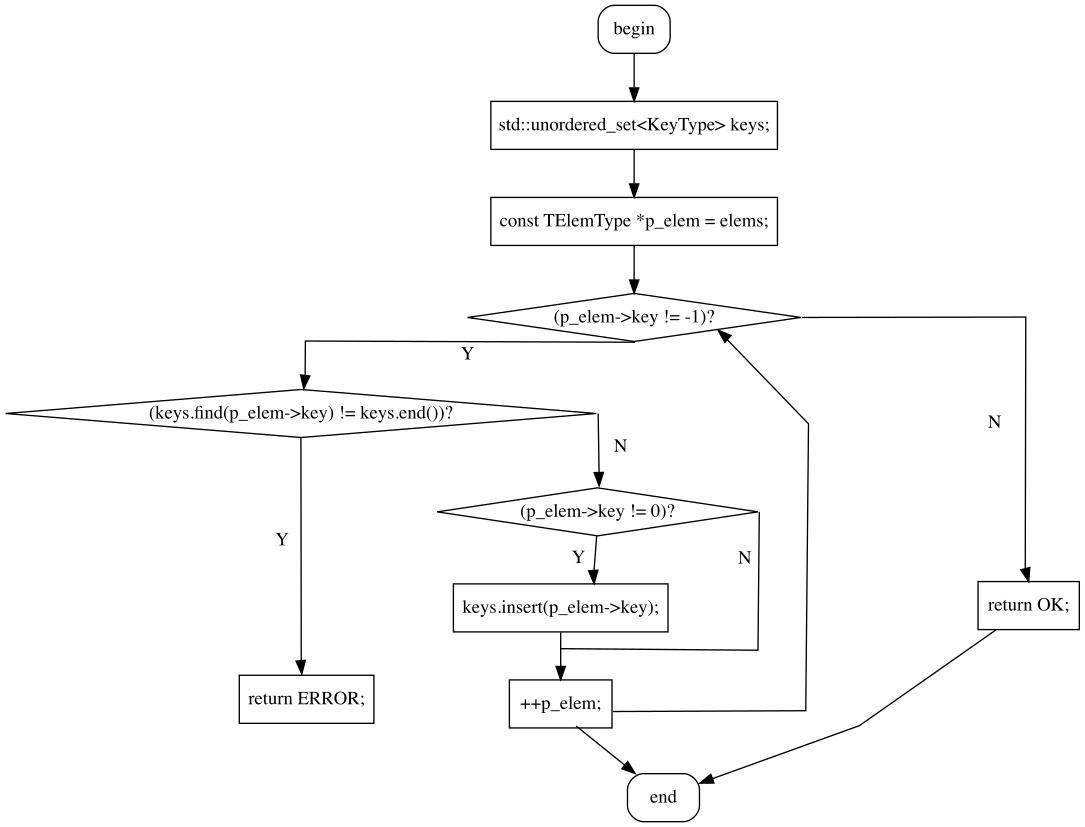 begin
std::unordered_set<KeyType> keys;
const TElemType *p_elem = elems;
(p_elem->key != -1)?
Y
N
(keys.find(p_elem->key) != keys.end())?
N
(p_elem->key != 0)?
Y
Y
N
keys.insert(p_elem->key);
return OK;
return ERROR;
++p_elem;
end